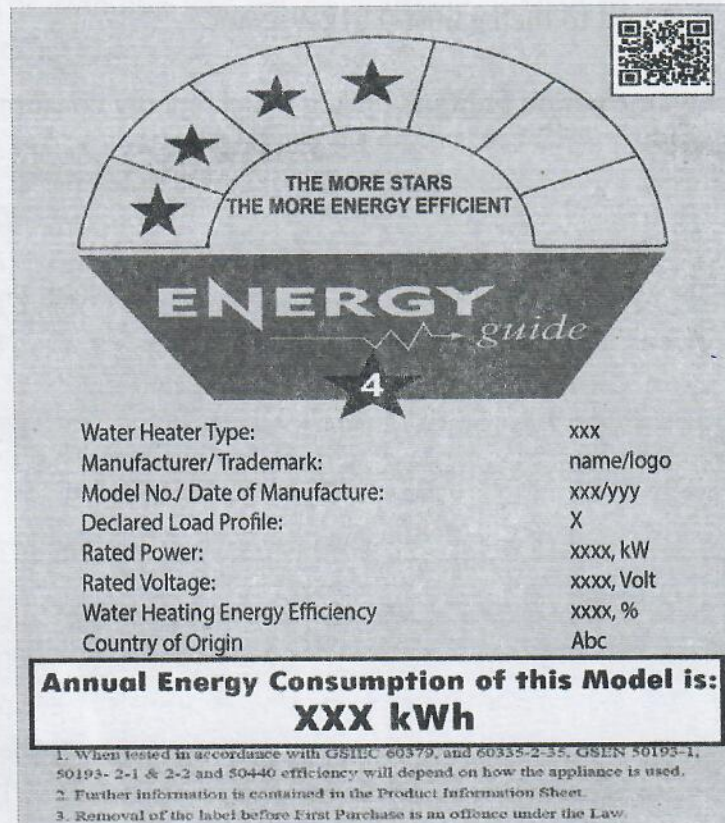 THE MORE STARS
THE MORE ENERGY EFFICIENT
ENERGY
guide
4
Water Heater Type: xxx
Manufacturer/ Trademark: name/logo
Model No./ Date of Manufacture: xxx/yyy
Declared Load Profile: X
Rated Power: xxxx, kW
Rated Voltage: xxxx, Volt
Water Heating Energy Efficiency xxxx, %
Country of Origin Abc
Annual Energy Consumption of this Model is:
XXX kWh
1. When tested in accordance with GSIEC 60379, and 60335-2-35, GSEN 50193-1,
50193- 2-1 & 2-2 and 50440 efficiency will depend on how the appliance is used.
2. Further information is contained in the Product Information Sheet.
3. Removal of the label before First Purchase is an offence under the Law.